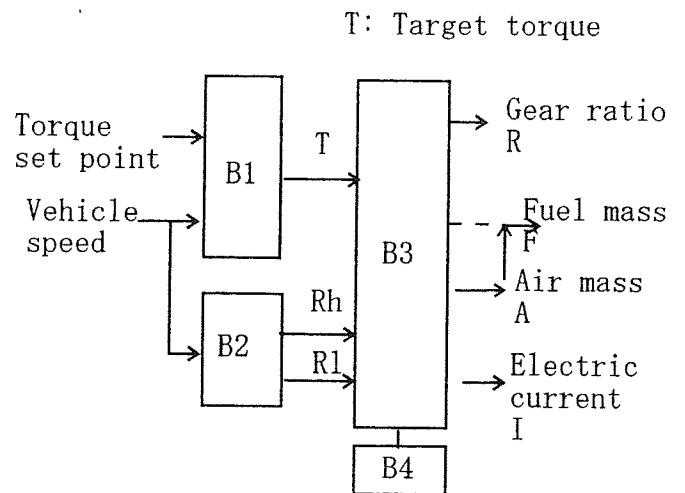 T: Target torque
Torque
set point
Vehicle
speed
B1
T
B2
Rh
Rl
B3
B4
Gear ratio
R
Fuel mass
F
Air mass
A
Electric
current
I